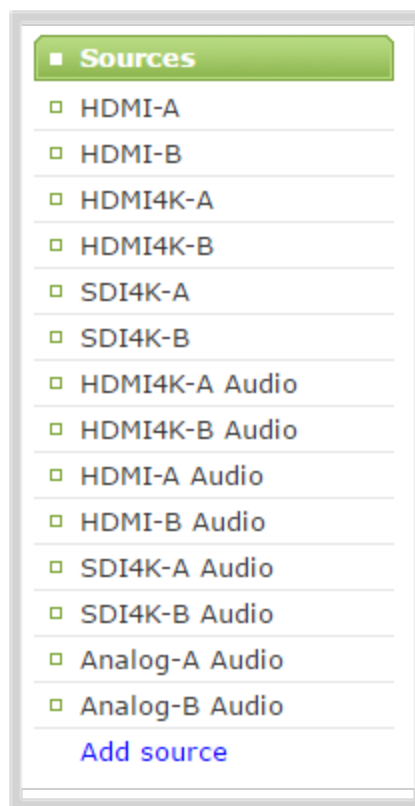 Sources
HDMI-A
HDMI-B
HDMI4K-A
HDMI4K-B
SDI4K-A
SDI4K-B
HDMI4K-A Audio
HDMI4K-B Audio
HDMI-A Audio
HDMI-B Audio
SDI4K-A Audio
SDI4K-B Audio
Analog-A Audio
Analog-B Audio
Add source